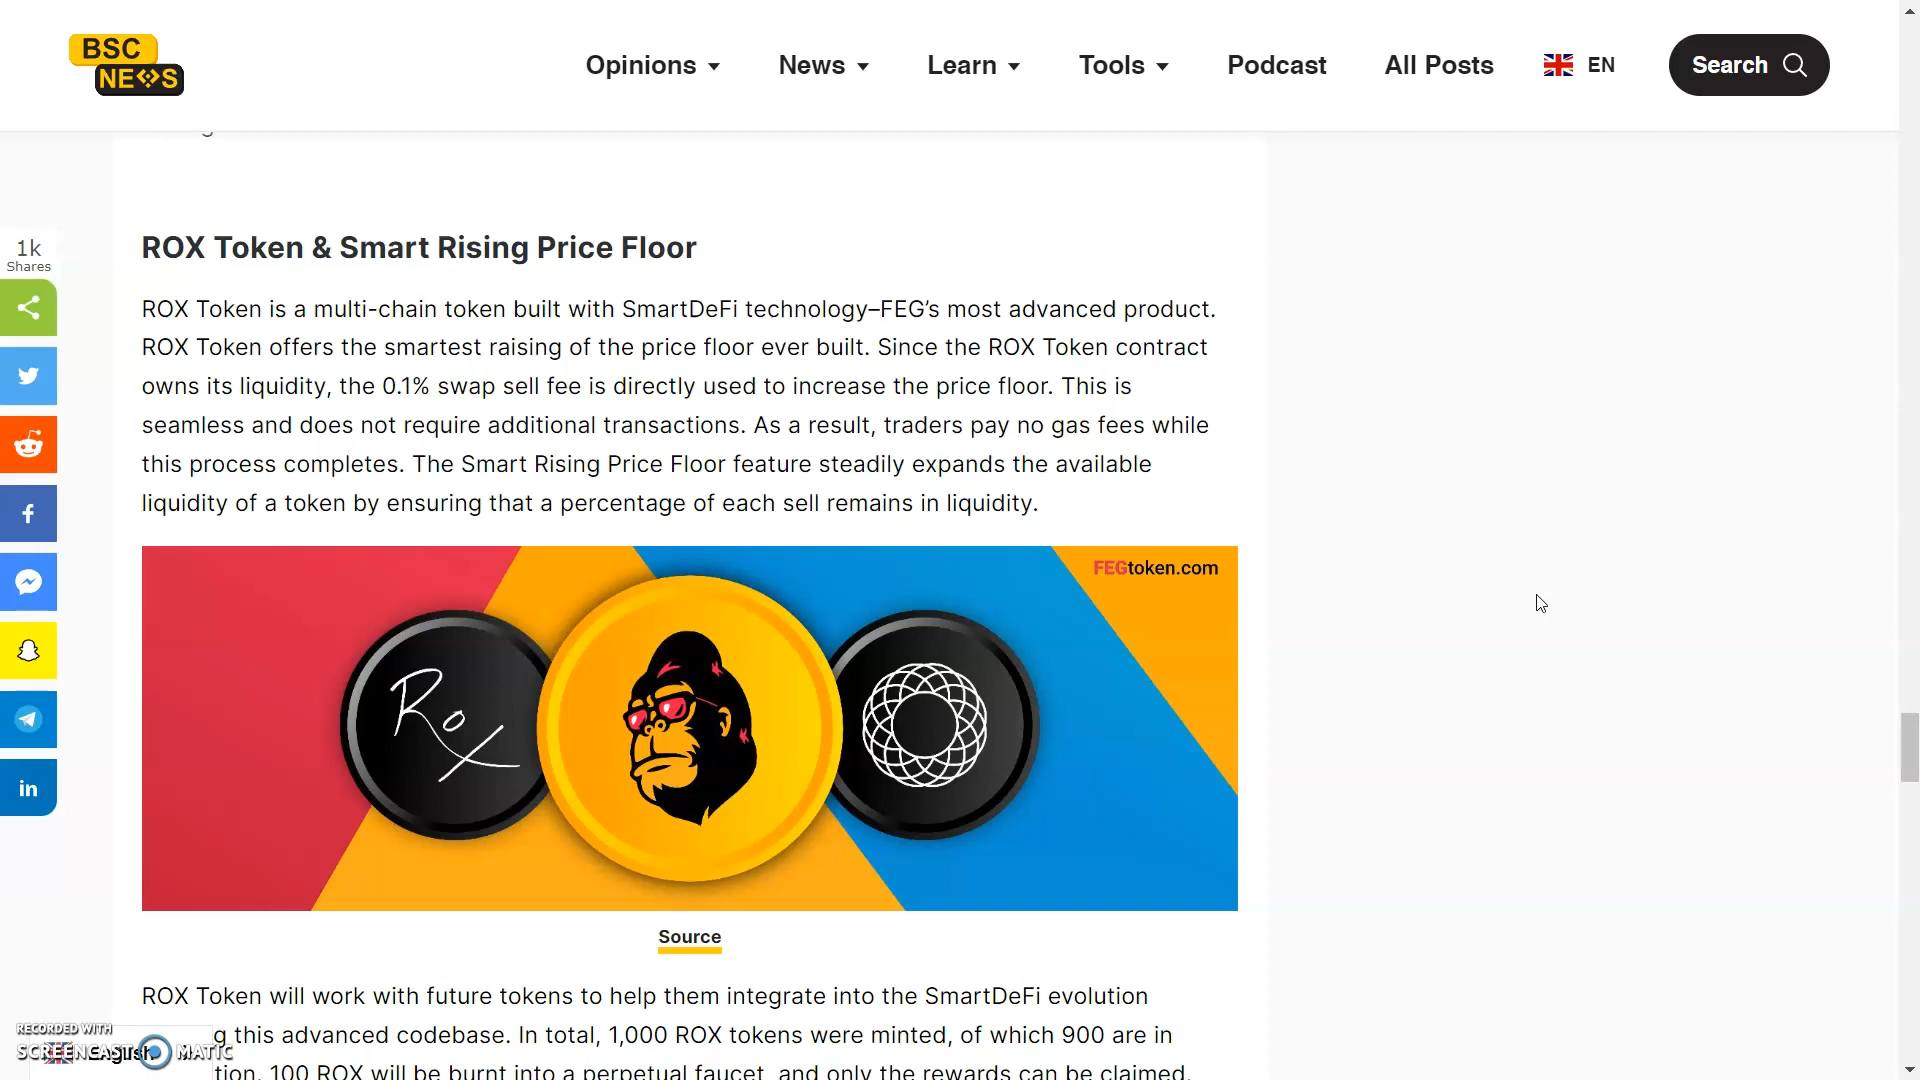 BSC
NEWS
Opinions
News
Learn
Tools
Podcast
All Posts
EN
Search
1k
Shares
ROX Token & Smart Rising Price Floor
ROX Token is a multi-chain token built with SmartDeFi technology–FEG’s most advanced product.
ROX Token offers the smartest raising of the price floor ever built. Since the ROX Token contract
owns its liquidity, the 0.1% swap sell fee is directly used to increase the price floor. This is
seamless and does not require additional transactions. As a result, traders pay no gas fees while
this process completes. The Smart Rising Price Floor feature steadily expands the available
liquidity of a token by ensuring that a percentage of each sell remains in liquidity.
FEGtoken.com
Rox
Source
in
ROX Token will work with future tokens to help them integrate into the SmartDeFi evolution
this advanced codebase. In total, 1,000 ROX tokens were minted, of which 900 are in
100 ROX will be burnt into a perpetual faucet, and only the rewards can be claimed.
RECORDED WITH
SCREENCAST MATIC
English